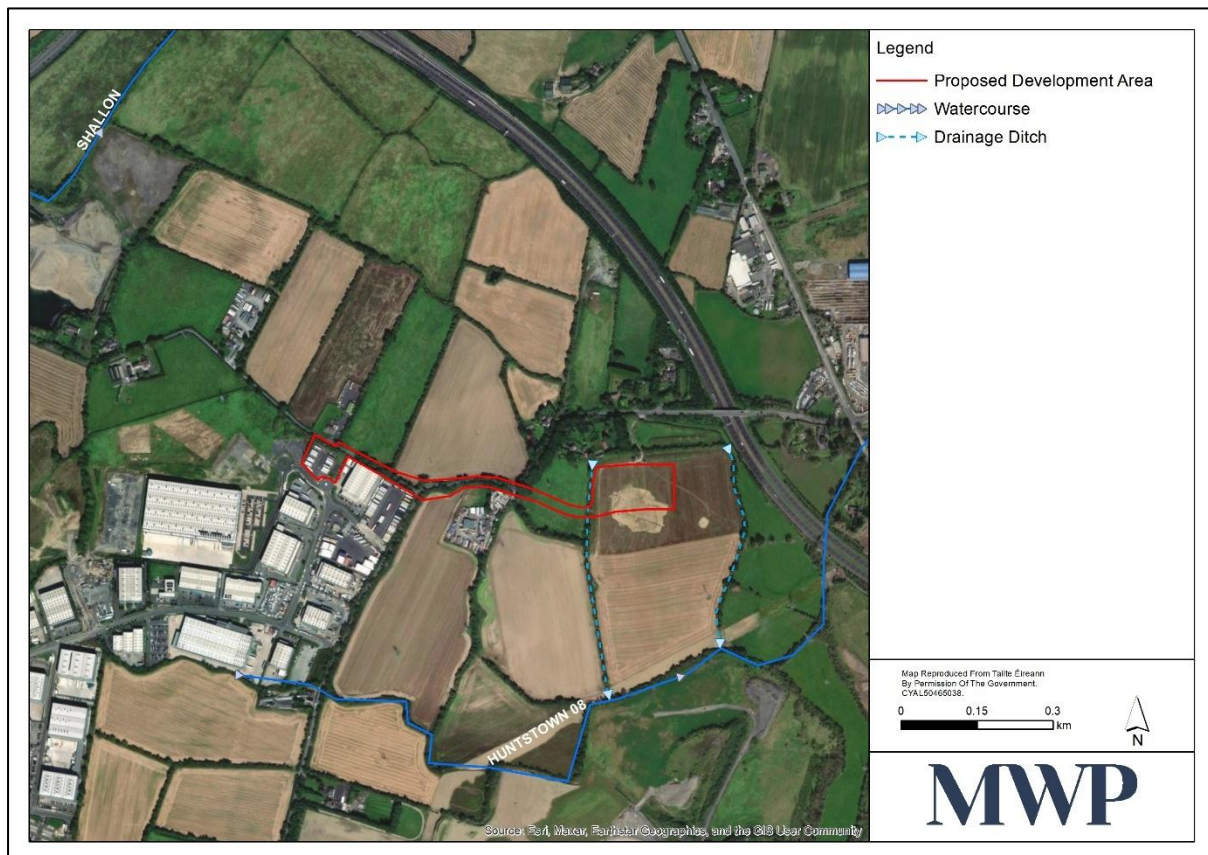 SHALLON
HUNTSTOWN 08
Source: Esri, Maxar, Earthstar Geographics, and the GIS User Community
Legend
Proposed Development Area
Watercourse
Drainage Ditch
Map Reproduced From Tailte Éireann
By Permission Of The Government.
CYAL50465038.
0 0.15 0.3
km
N
MWP